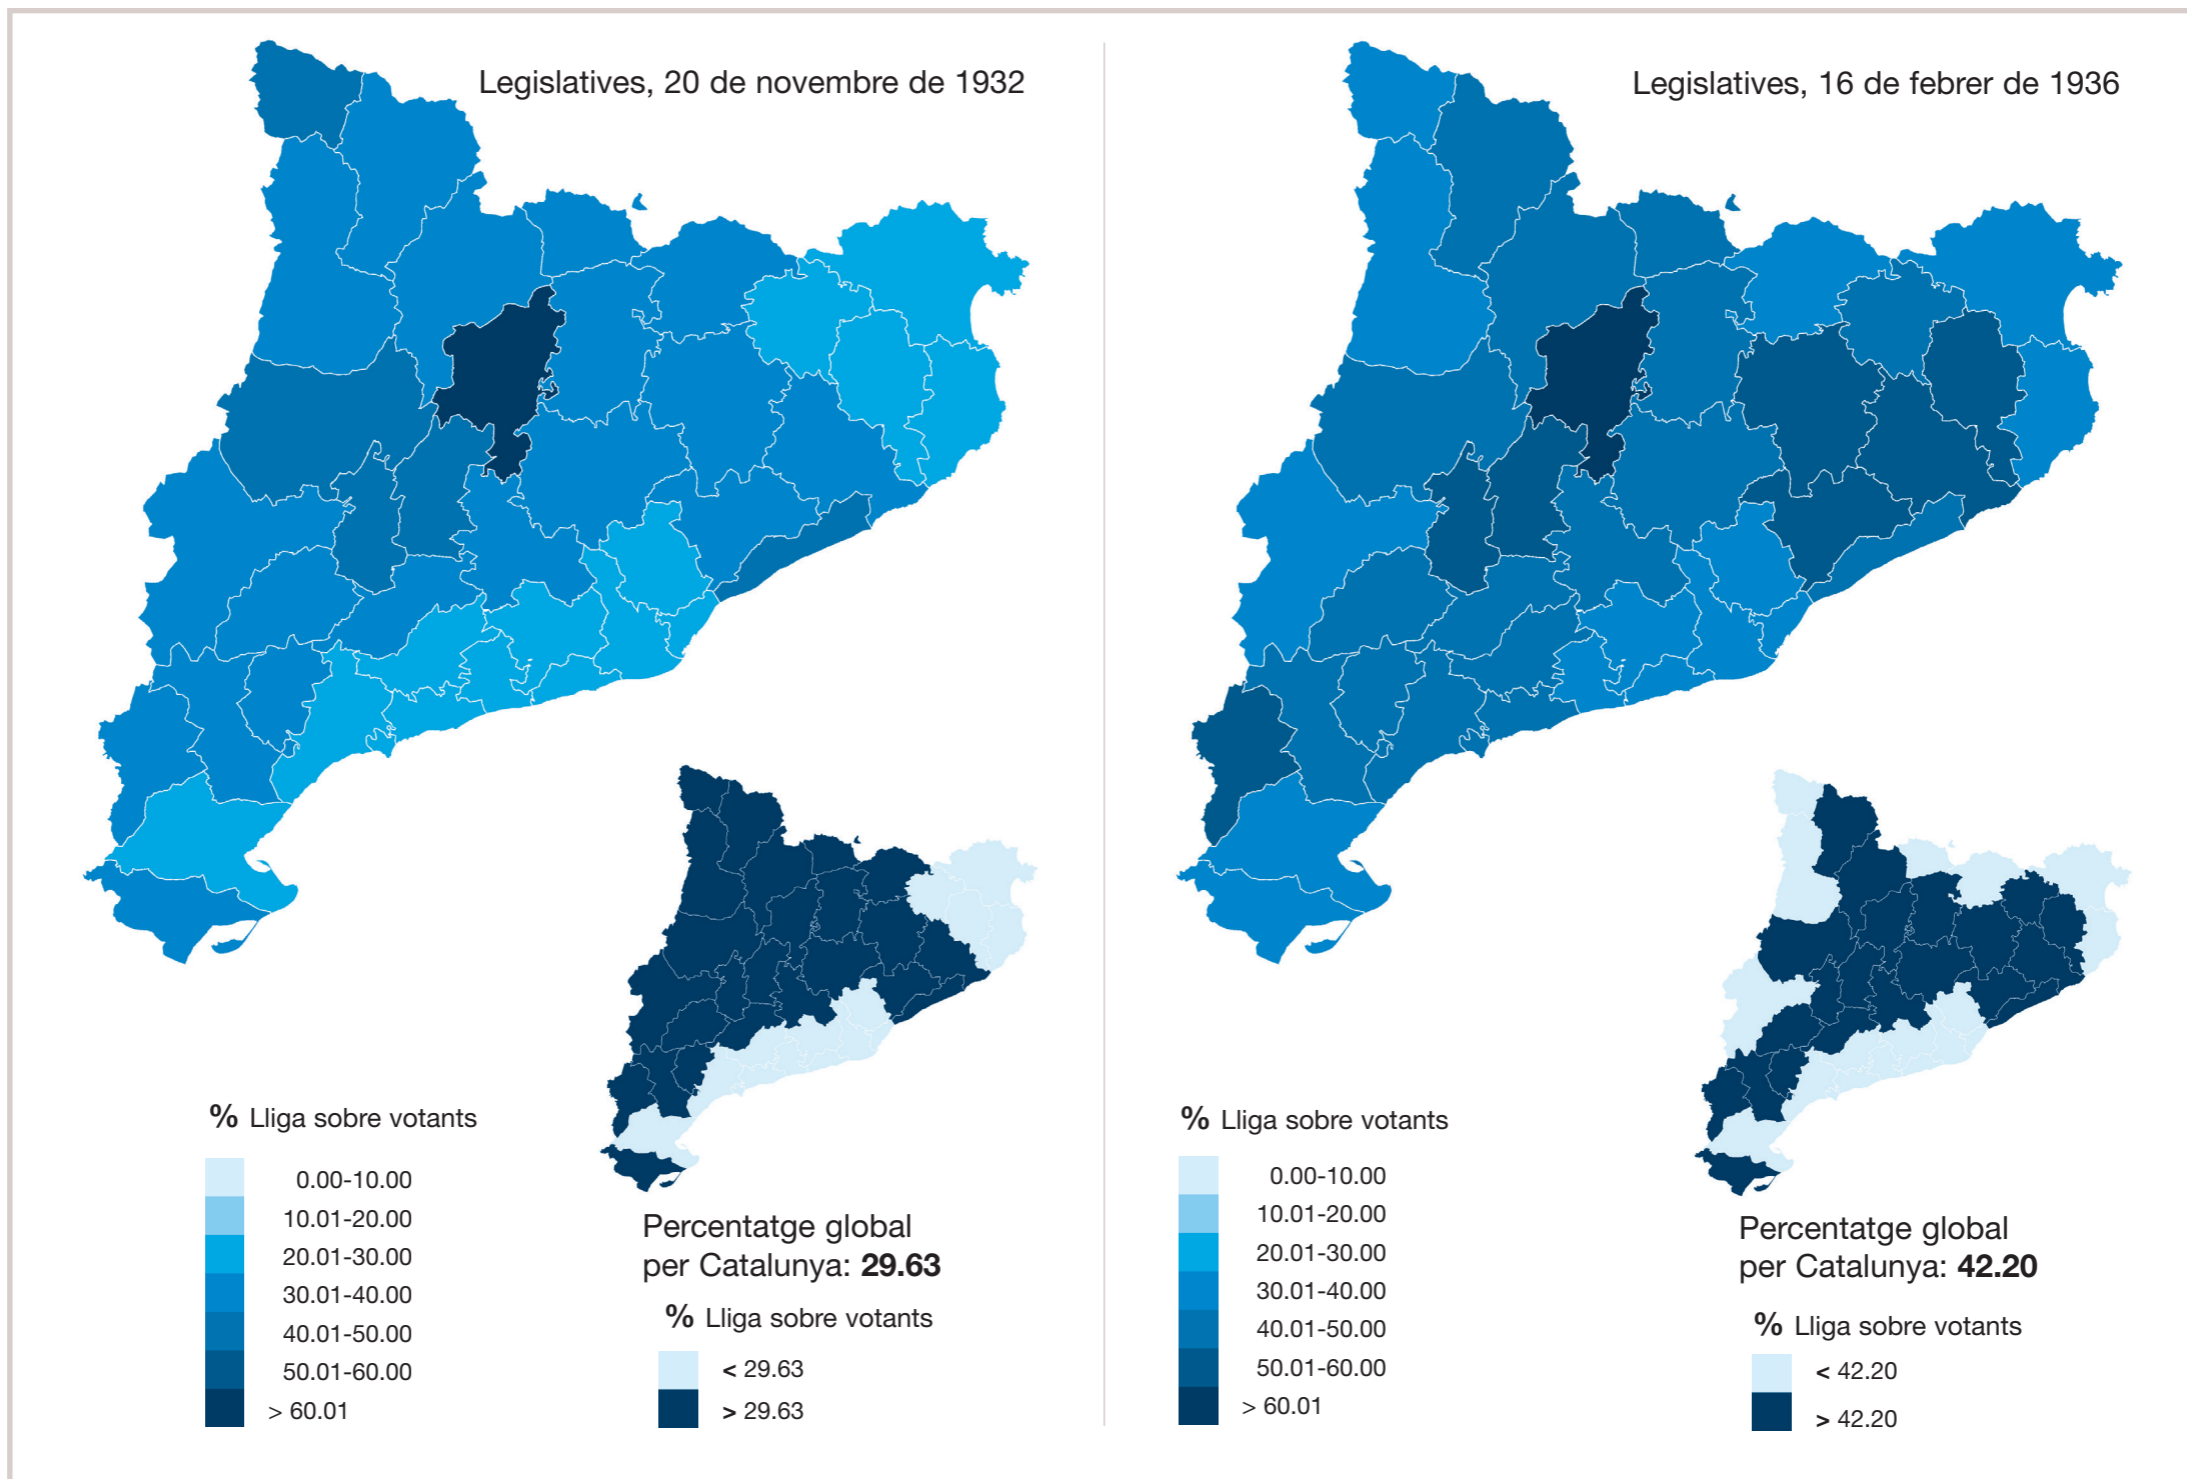 Legislatives, 20 de novembre de 1932
% Lliga sobre votants
0.00-10.00
10.01-20.00
20.01-30.00
30.01-40.00
40.01-50.00
50.01-60.00
> 60.01
Percentatge global
per Catalunya: 29.63
% Lliga sobre votants
< 29.63
> 29.63
Legislatives, 16 de febrer de 1936
% Lliga sobre votants
0.00-10.00
10.01-20.00
20.01-30.00
30.01-40.00
40.01-50.00
50.01-60.00
> 60.01
Percentatge global
per Catalunya: 42.20
% Lliga sobre votants
< 42.20
> 42.20